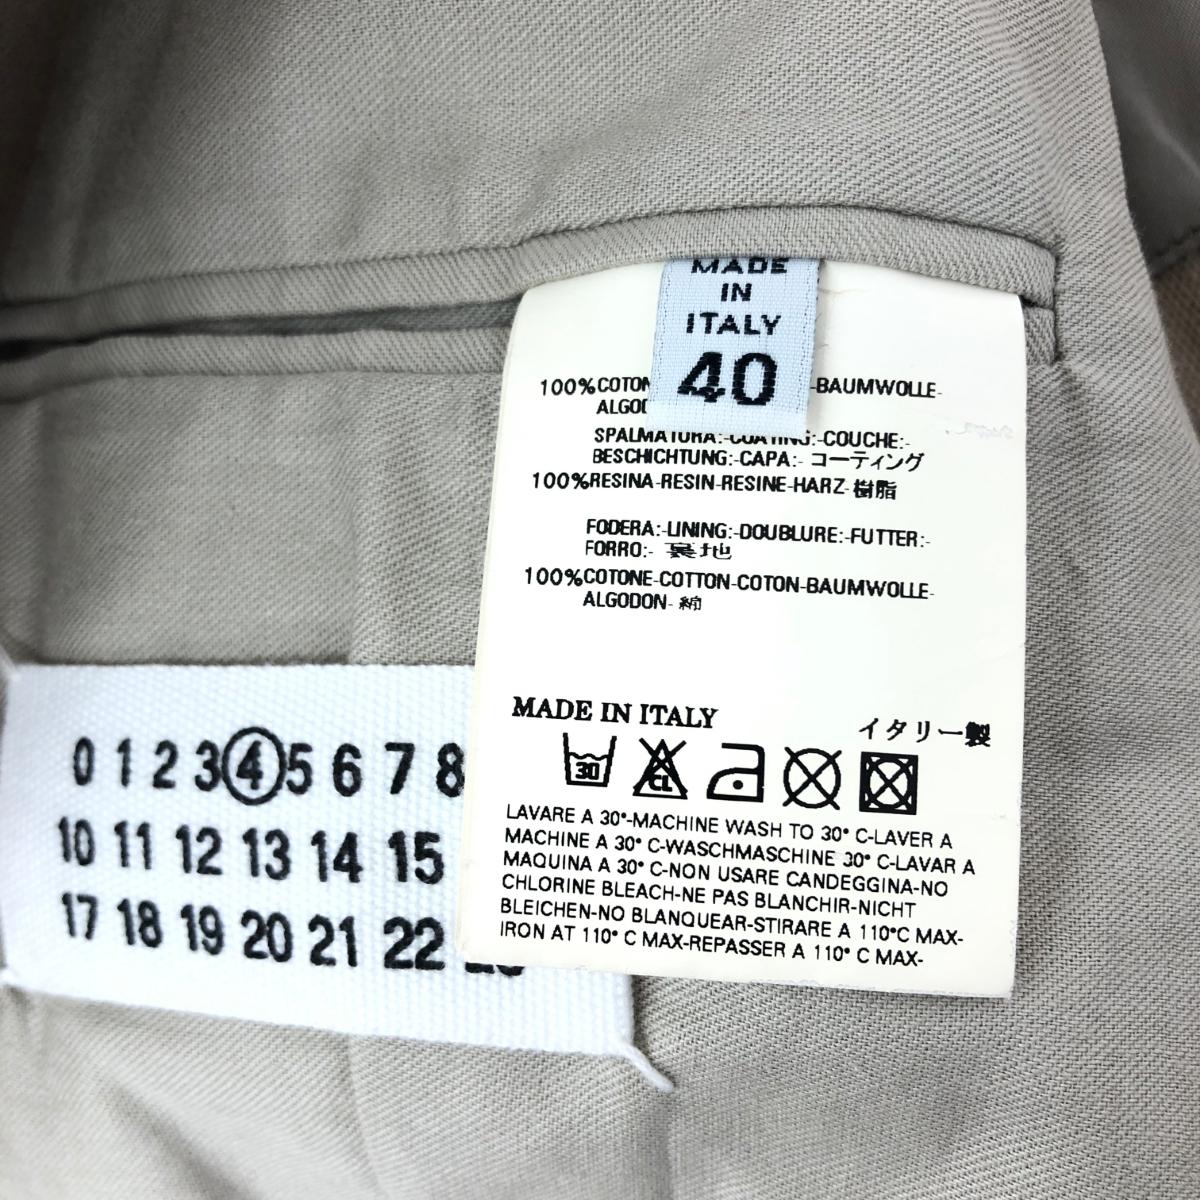 MADE
IN
ITALY
40
100% -BAUMWOLLE-
SPALMATURA:-COATING:-COUCHE:-
BESCHICHTUNG:-CAPA:- コーティング
100%RESINA-RESIN-RESINE-HARZ-樹脂
FODERA:-LINING:-DOUBLURE:-FUTTER:-
FORRO:- 裏地
100%COTONE-COTTON-COTON-BAUMWOLLE-
ALGODON- 綿
MADE IN ITALY イタリー製
30 CL
LAVARE A 30°-MACHINE WASH TO 30° C-LAVER A
MACHINE A 30° C-WASCHMASCHINE 30° C-LAVAR A
MAQUINA A 30° C-NON USARE CANDEGGINA-NO
CHLORINE BLEACH-NE PAS BLANCHIR-NICHT
BLEICHEN-NO BLANQUEAR-STIRARE A 110°C MAX-
IRON AT 110° C MAX-REPASSER A 110° C MAX-
0 1 2 3 4 5 6 7 8
10 11 12 13 14 15
17 18 19 20 21 22